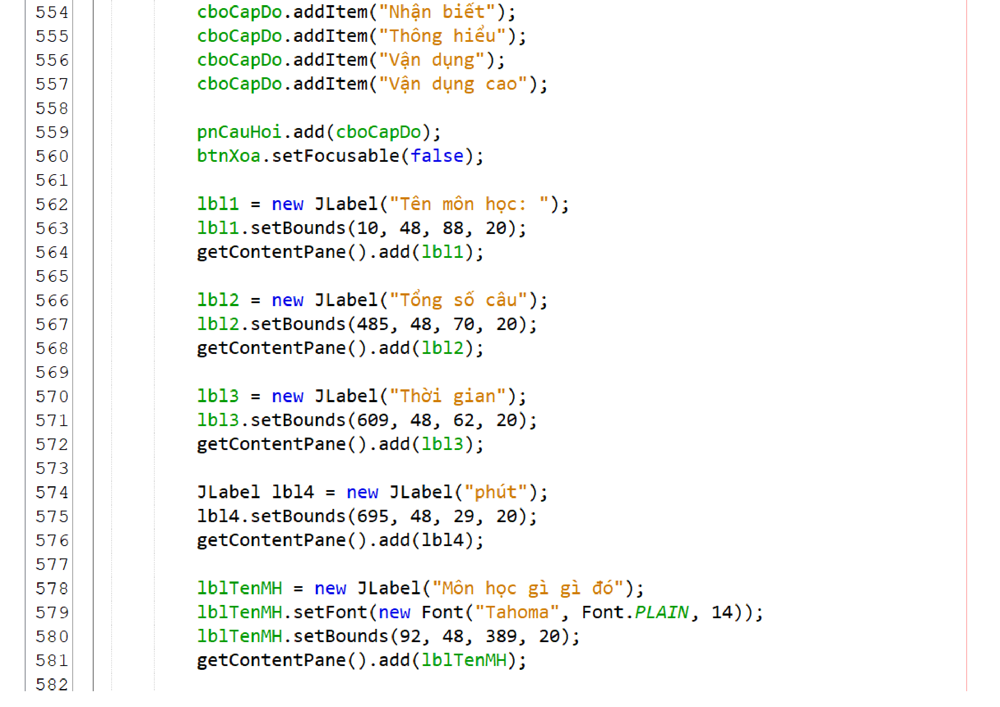 554 cboCapDo.addItem("Nhận biết");
555 cboCapDo.addItem("Thông hiểu");
556 cboCapDo.addItem("Vận dụng");
557 cboCapDo.addItem("Vận dụng cao");
558
559 pnCauHoi.add(cboCapDo);
560 btnXoa.setFocusable(false);
561
562 lbl1 = new JLabel("Tên môn học: ");
563 lbl1.setBounds(10, 48, 88, 20);
564 getContentPane().add(lbl1);
565
566 lbl2 = new JLabel("Tổng số câu");
567 lbl2.setBounds(485, 48, 70, 20);
568 getContentPane().add(lbl2);
569
570 lbl3 = new JLabel("Thời gian");
571 lbl3.setBounds(609, 48, 62, 20);
572 getContentPane().add(lbl3);
573
574 JLabel lbl4 = new JLabel("phút");
575 lbl4.setBounds(695, 48, 29, 20);
576 getContentPane().add(lbl4);
577
578 lblTenMH = new JLabel("Môn học gì gì đó");
579 lblTenMH.setFont(new Font("Tahoma", Font.PLAIN, 14));
580 lblTenMH.setBounds(92, 48, 389, 20);
581 getContentPane().add(lblTenMH);
582